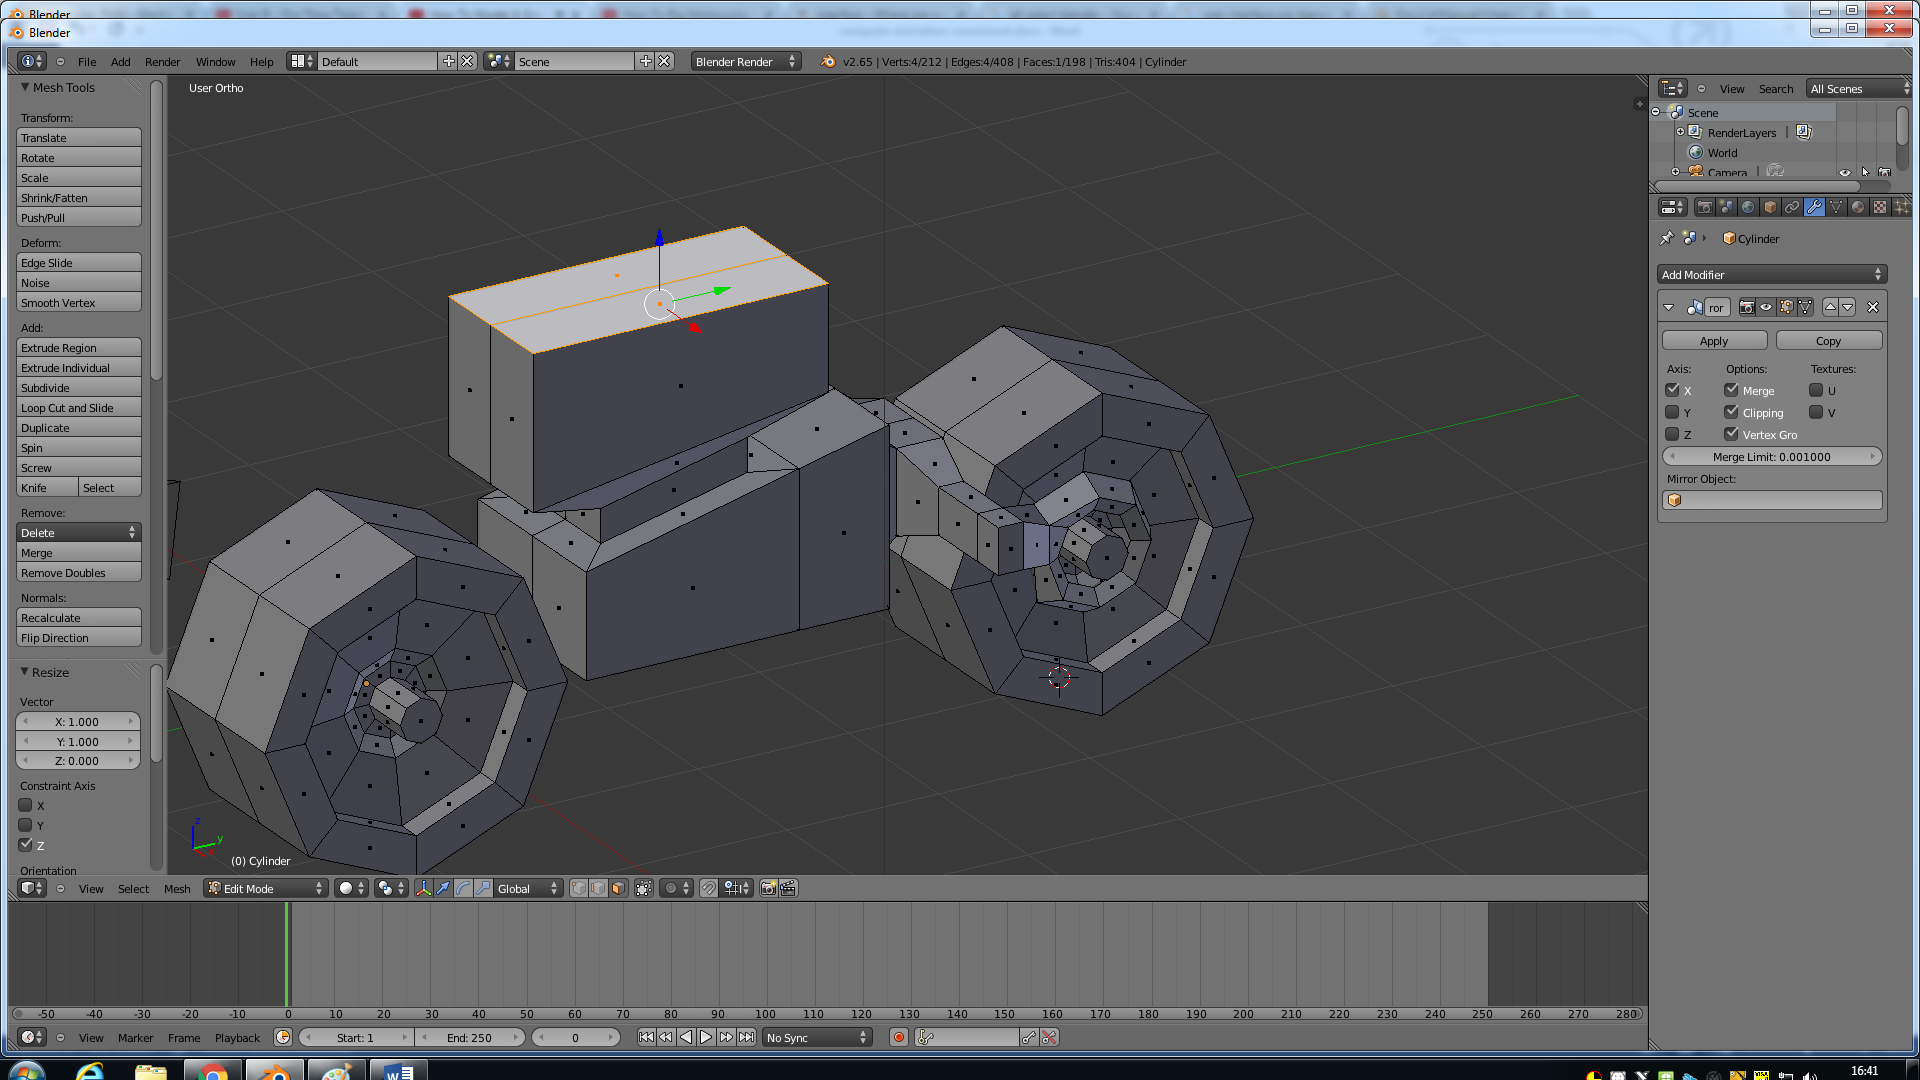 Blender
Blender
File Add Render Window Help Default Scene Blender Render v2.65 | Verts:4/212 | Edges:4/408 | Faces:1/198 | Tris:404 | Cylinder
Mesh Tools
User Ortho
View Search All Scenes
Scene
RenderLayers
World
Camera
Transform:
Translate
Rotate
Scale
Shrink/Fatten
Push/Pull
Deform:
Edge Slide
Noise
Smooth Vertex
Add:
Extrude Region
Extrude Individual
Subdivide
Loop Cut and Slide
Duplicate
Spin
Screw
Knife Select
Remove:
Delete
Merge
Remove Doubles
Normals:
Recalculate
Flip Direction
Resize
Vector
X: 1.000
Y: 1.000
Z: 0.000
Constraint Axis
X
Y
Z
Orientation
z
y
(0) Cylinder
Cylinder
Add Modifier
ror
Apply Copy
Axis: Options: Textures:
X Merge U
Y Clipping V
Z Vertex Gro
Merge Limit: 0.001000
Mirror Object:
View Select Mesh Edit Mode Global
-50 -40 -30 -20 -10 0 10 20 30 40 50 60 70 80 90 100 110 120 130 140 150 160 170 180 190 200 210 220 230 240 250 260 270 280
View Marker Frame Playback Start: 1 End: 250 0 No Sync
16:41